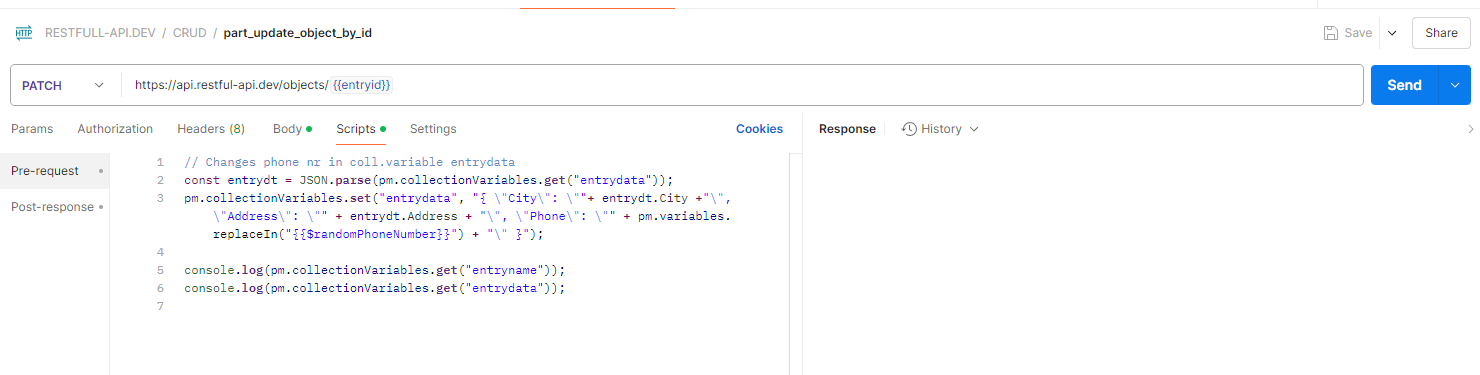 HTTP RESTFULL-API.DEV / CRUD / part_update_object_by_id Save Share
PATCH https://api.restful-api.dev/objects/{{entryid}} Send
Params Authorization Headers (8) Body Scripts Settings Cookies Response History
Pre-request
Post-response
1 // Changes phone nr in coll.variable entrydata
2 const entrydt = JSON.parse(pm.collectionVariables.get("entrydata"));
3 pm.collectionVariables.set("entrydata", "{ \"City\": \""+ entrydt.City +"\",
\"Address\": \"" + entrydt.Address + "\", \"Phone\": \"" + pm.variables.
replaceIn("{{$randomPhoneNumber}}") + "\" }");
4
5 console.log(pm.collectionVariables.get("entryname"));
6 console.log(pm.collectionVariables.get("entrydata"));
7